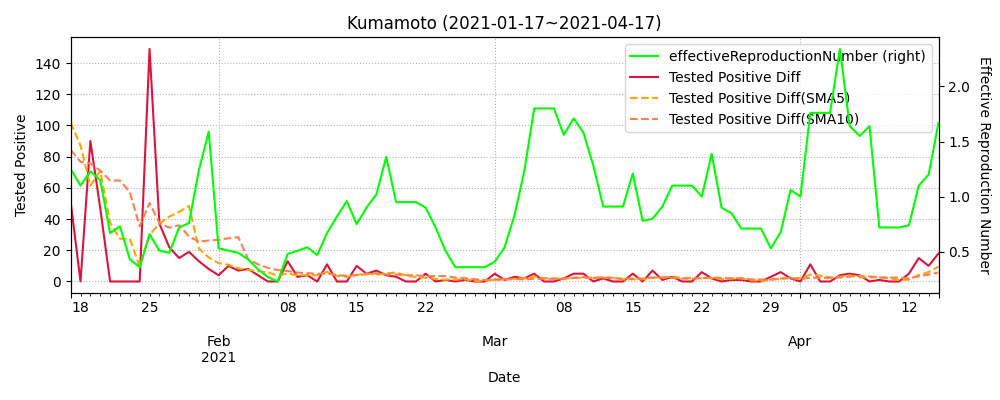 Kumamoto (2021-01-17~2021-04-17)
effectiveReproductionNumber (right)
Tested Positive Diff
Tested Positive Diff(SMA5)
Tested Positive Diff(SMA10)
Tested Positive
140
120
100
80
60
40
20
0
Effective Reproduction Number
2.0
1.5
1.0
0.5
18 25 08 15 22 08 15 22 29 05 12
Feb Mar Apr
2021
Date